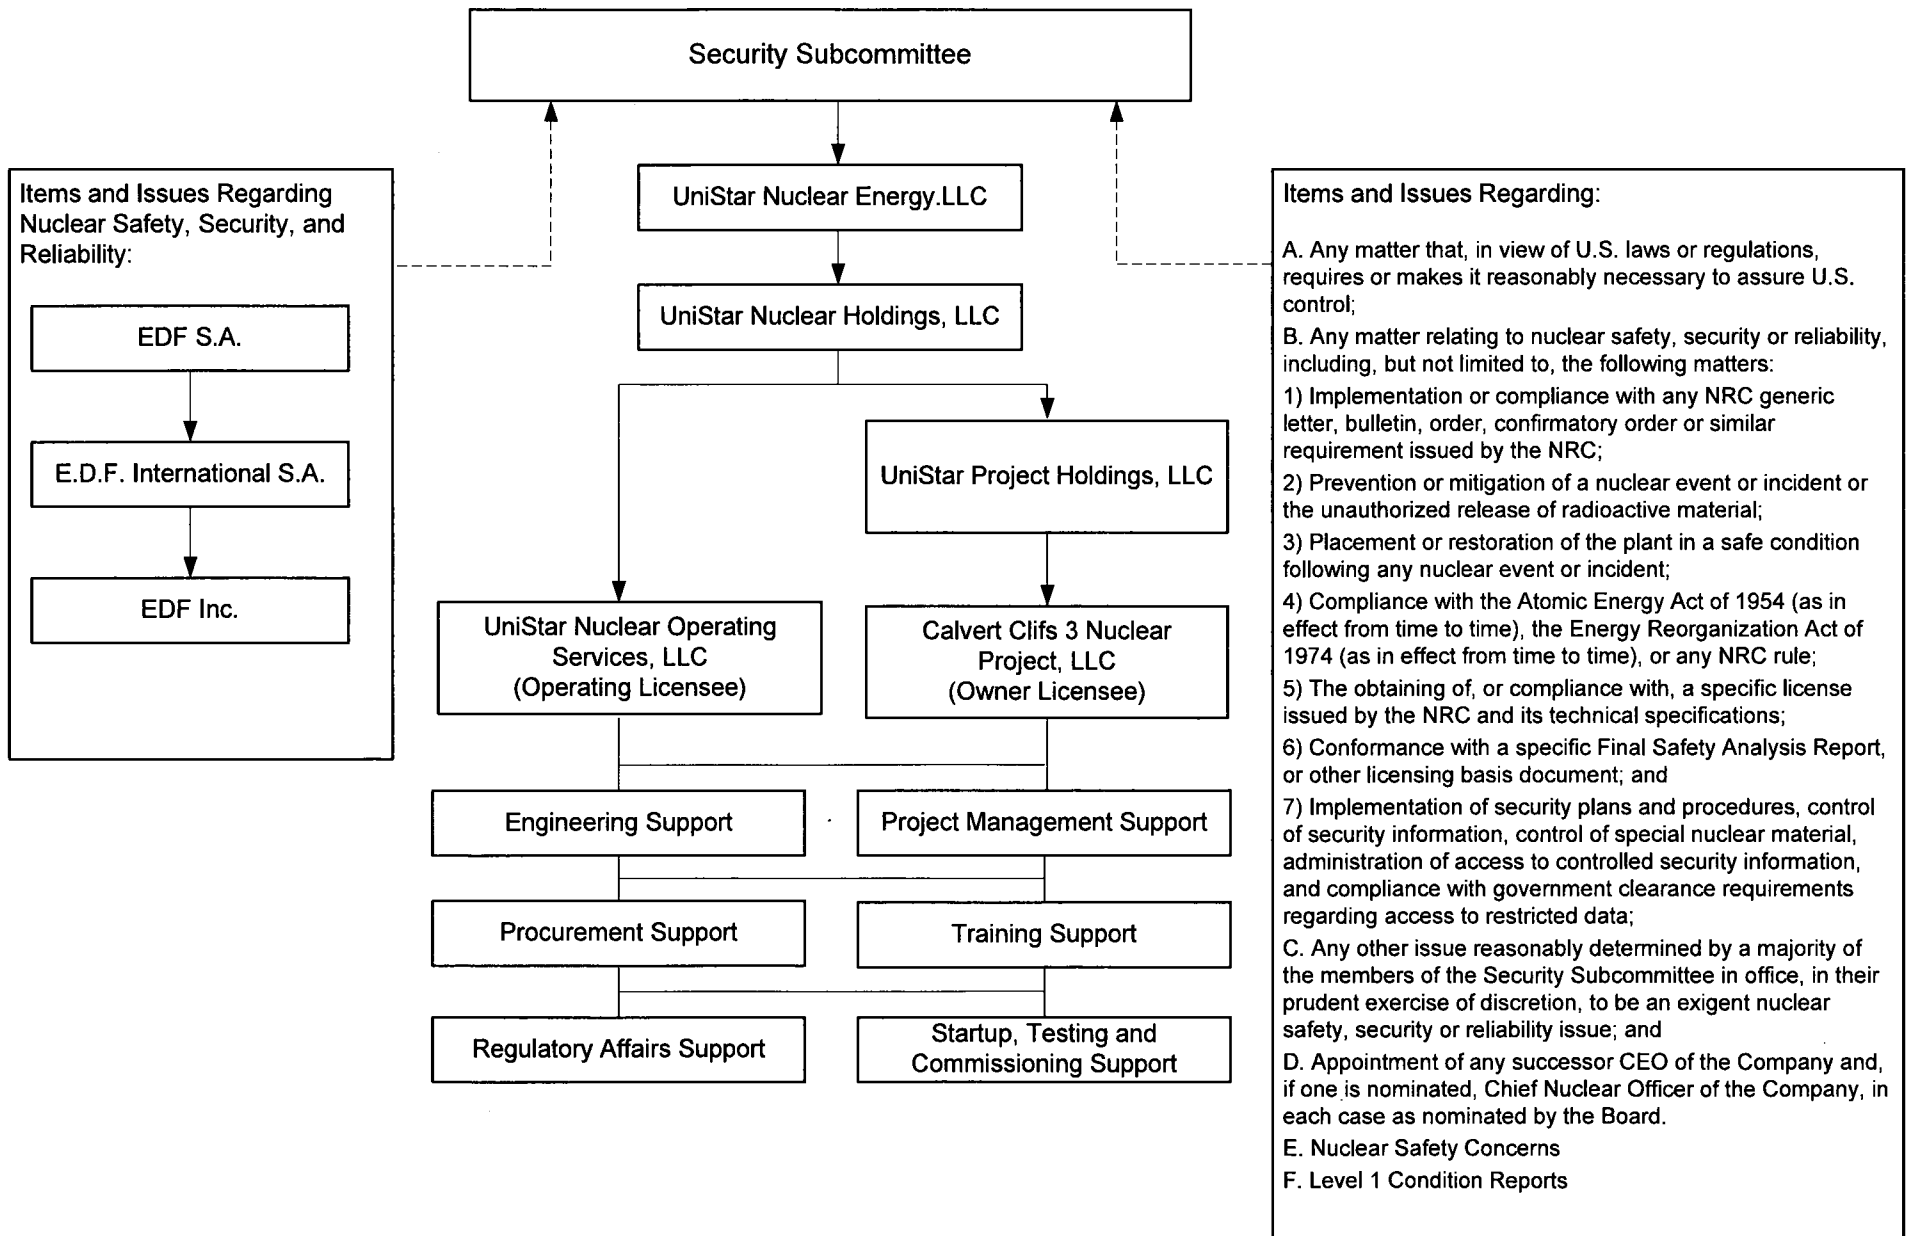 Security Subcommittee
Items and Issues Regarding
Nuclear Safety, Security, and
Reliability:
EDF S.A.
E.D.F. International S.A.
EDF Inc.
UniStar Nuclear Energy.LLC
UniStar Nuclear Holdings, LLC
UniStar Project Holdings, LLC
UniStar Nuclear Operating
Services, LLC
(Operating Licensee)
Calvert Clifs 3 Nuclear
Project, LLC
(Owner Licensee)
Engineering Support
Project Management Support
Procurement Support
Training Support
Regulatory Affairs Support
Startup, Testing and
Commissioning Support
Items and Issues Regarding:
A. Any matter that, in view of U.S. laws or regulations,
requires or makes it reasonably necessary to assure U.S.
control;
B. Any matter relating to nuclear safety, security or reliability,
including, but not limited to, the following matters:
1) Implementation or compliance with any NRC generic
letter, bulletin, order, confirmatory order or similar
requirement issued by the NRC;
2) Prevention or mitigation of a nuclear event or incident or
the unauthorized release of radioactive material;
3) Placement or restoration of the plant in a safe condition
following any nuclear event or incident;
4) Compliance with the Atomic Energy Act of 1954 (as in
effect from time to time), the Energy Reorganization Act of
1974 (as in effect from time to time), or any NRC rule;
5) The obtaining of, or compliance with, a specific license
issued by the NRC and its technical specifications;
6) Conformance with a specific Final Safety Analysis Report,
or other licensing basis document; and
7) Implementation of security plans and procedures, control
of security information, control of special nuclear material,
administration of access to controlled security information,
and compliance with government clearance requirements
regarding access to restricted data;
C. Any other issue reasonably determined by a majority of
the members of the Security Subcommittee in office, in their
prudent exercise of discretion, to be an exigent nuclear
safety, security or reliability issue; and
D. Appointment of any successor CEO of the Company and,
if one is nominated, Chief Nuclear Officer of the Company, in
each case as nominated by the Board.
E. Nuclear Safety Concerns
F. Level 1 Condition Reports